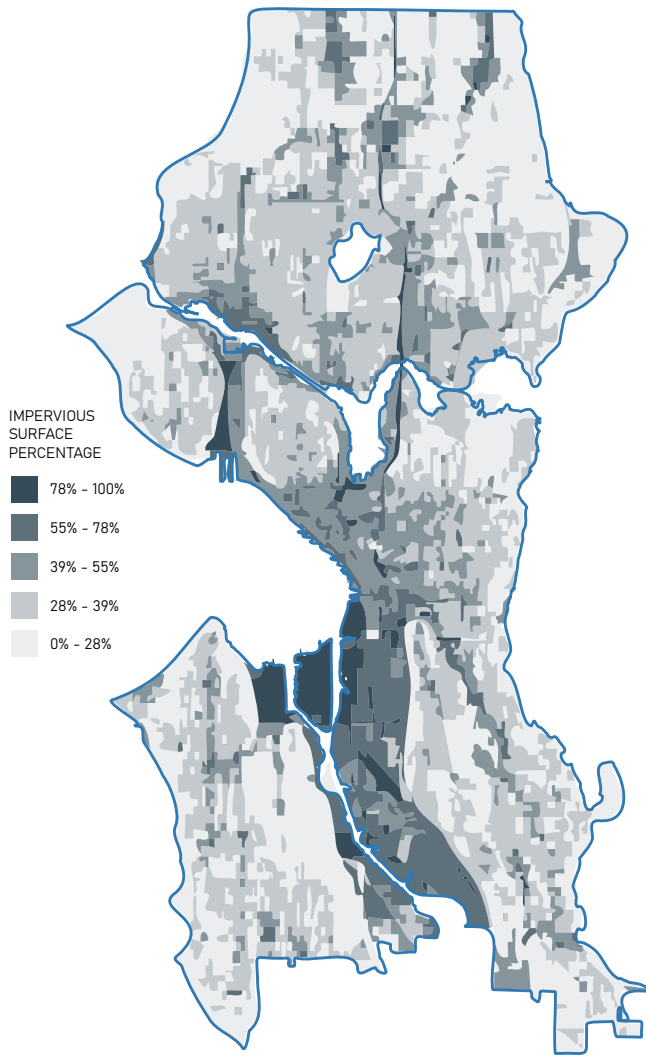 IMPERVIOUS
SURFACE
PERCENTAGE
78% - 100%
55% - 78%
39% - 55%
28% - 39%
0% - 28%